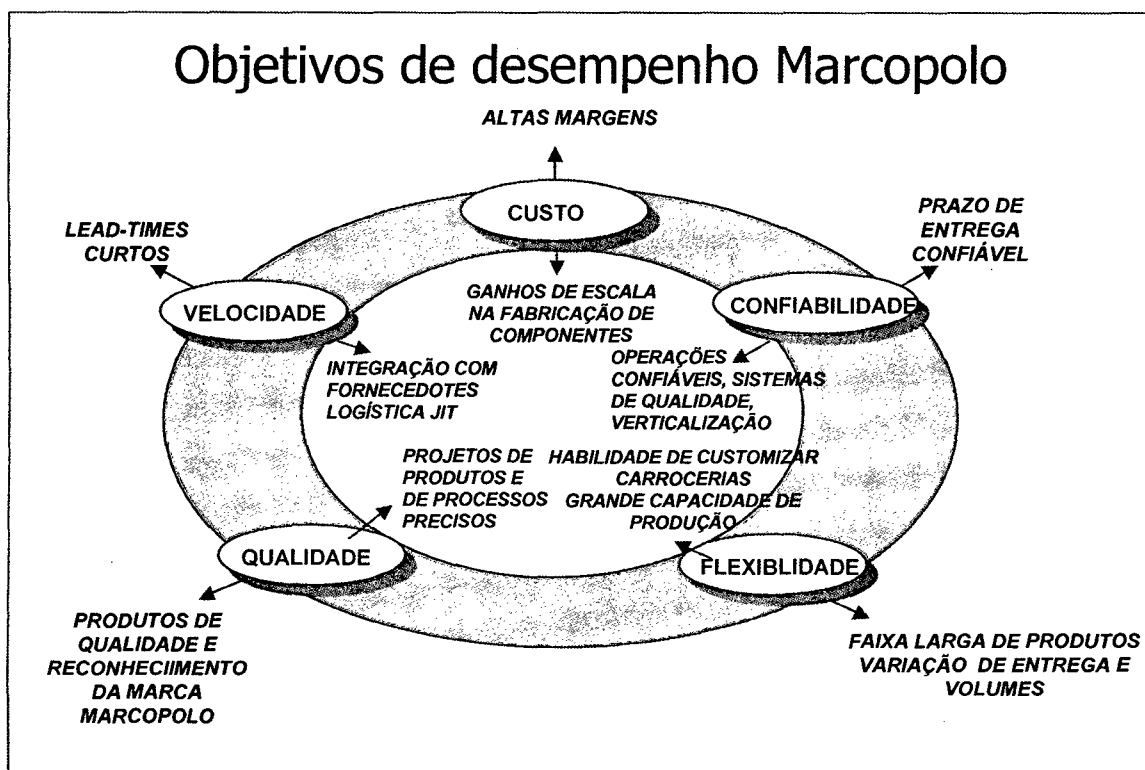 Objetivos de desempenho Marcopolo
ALTAS MARGENS
CUSTO
PRAZO DE
ENTREGA
CONFIÁVEL
LEAD-TIMES
CURTOS
VELOCIDADE
GANHOS DE ESCALA
NA FABRICAÇÃO DE
COMPONENTES
CONFIABILIDADE
INTEGRAÇÃO COM
FORNECEDOTES
LOGÍSTICA JIT
OPERAÇÕES
CONFIÁVEIS, SISTEMAS
DE QUALIDADE,
VERTICALIZAÇÃO
PROJETOS DE
PRODUTOS E
DE PROCESSOS
PRECISOS
HABILIDADE DE CUSTOMIZAR
CARROCERIAS
GRANDE CAPACIDADE DE
PRODUÇÃO
QUALIDADE
FLEXIBLIDADE
PRODUTOS DE
QUALIDADE E
RECONHECIIMENTO
DA MARCA
MARCOPOLO
FAIXA LARGA DE PRODUTOS
VARIAÇÃO DE ENTREGA E
VOLUMES